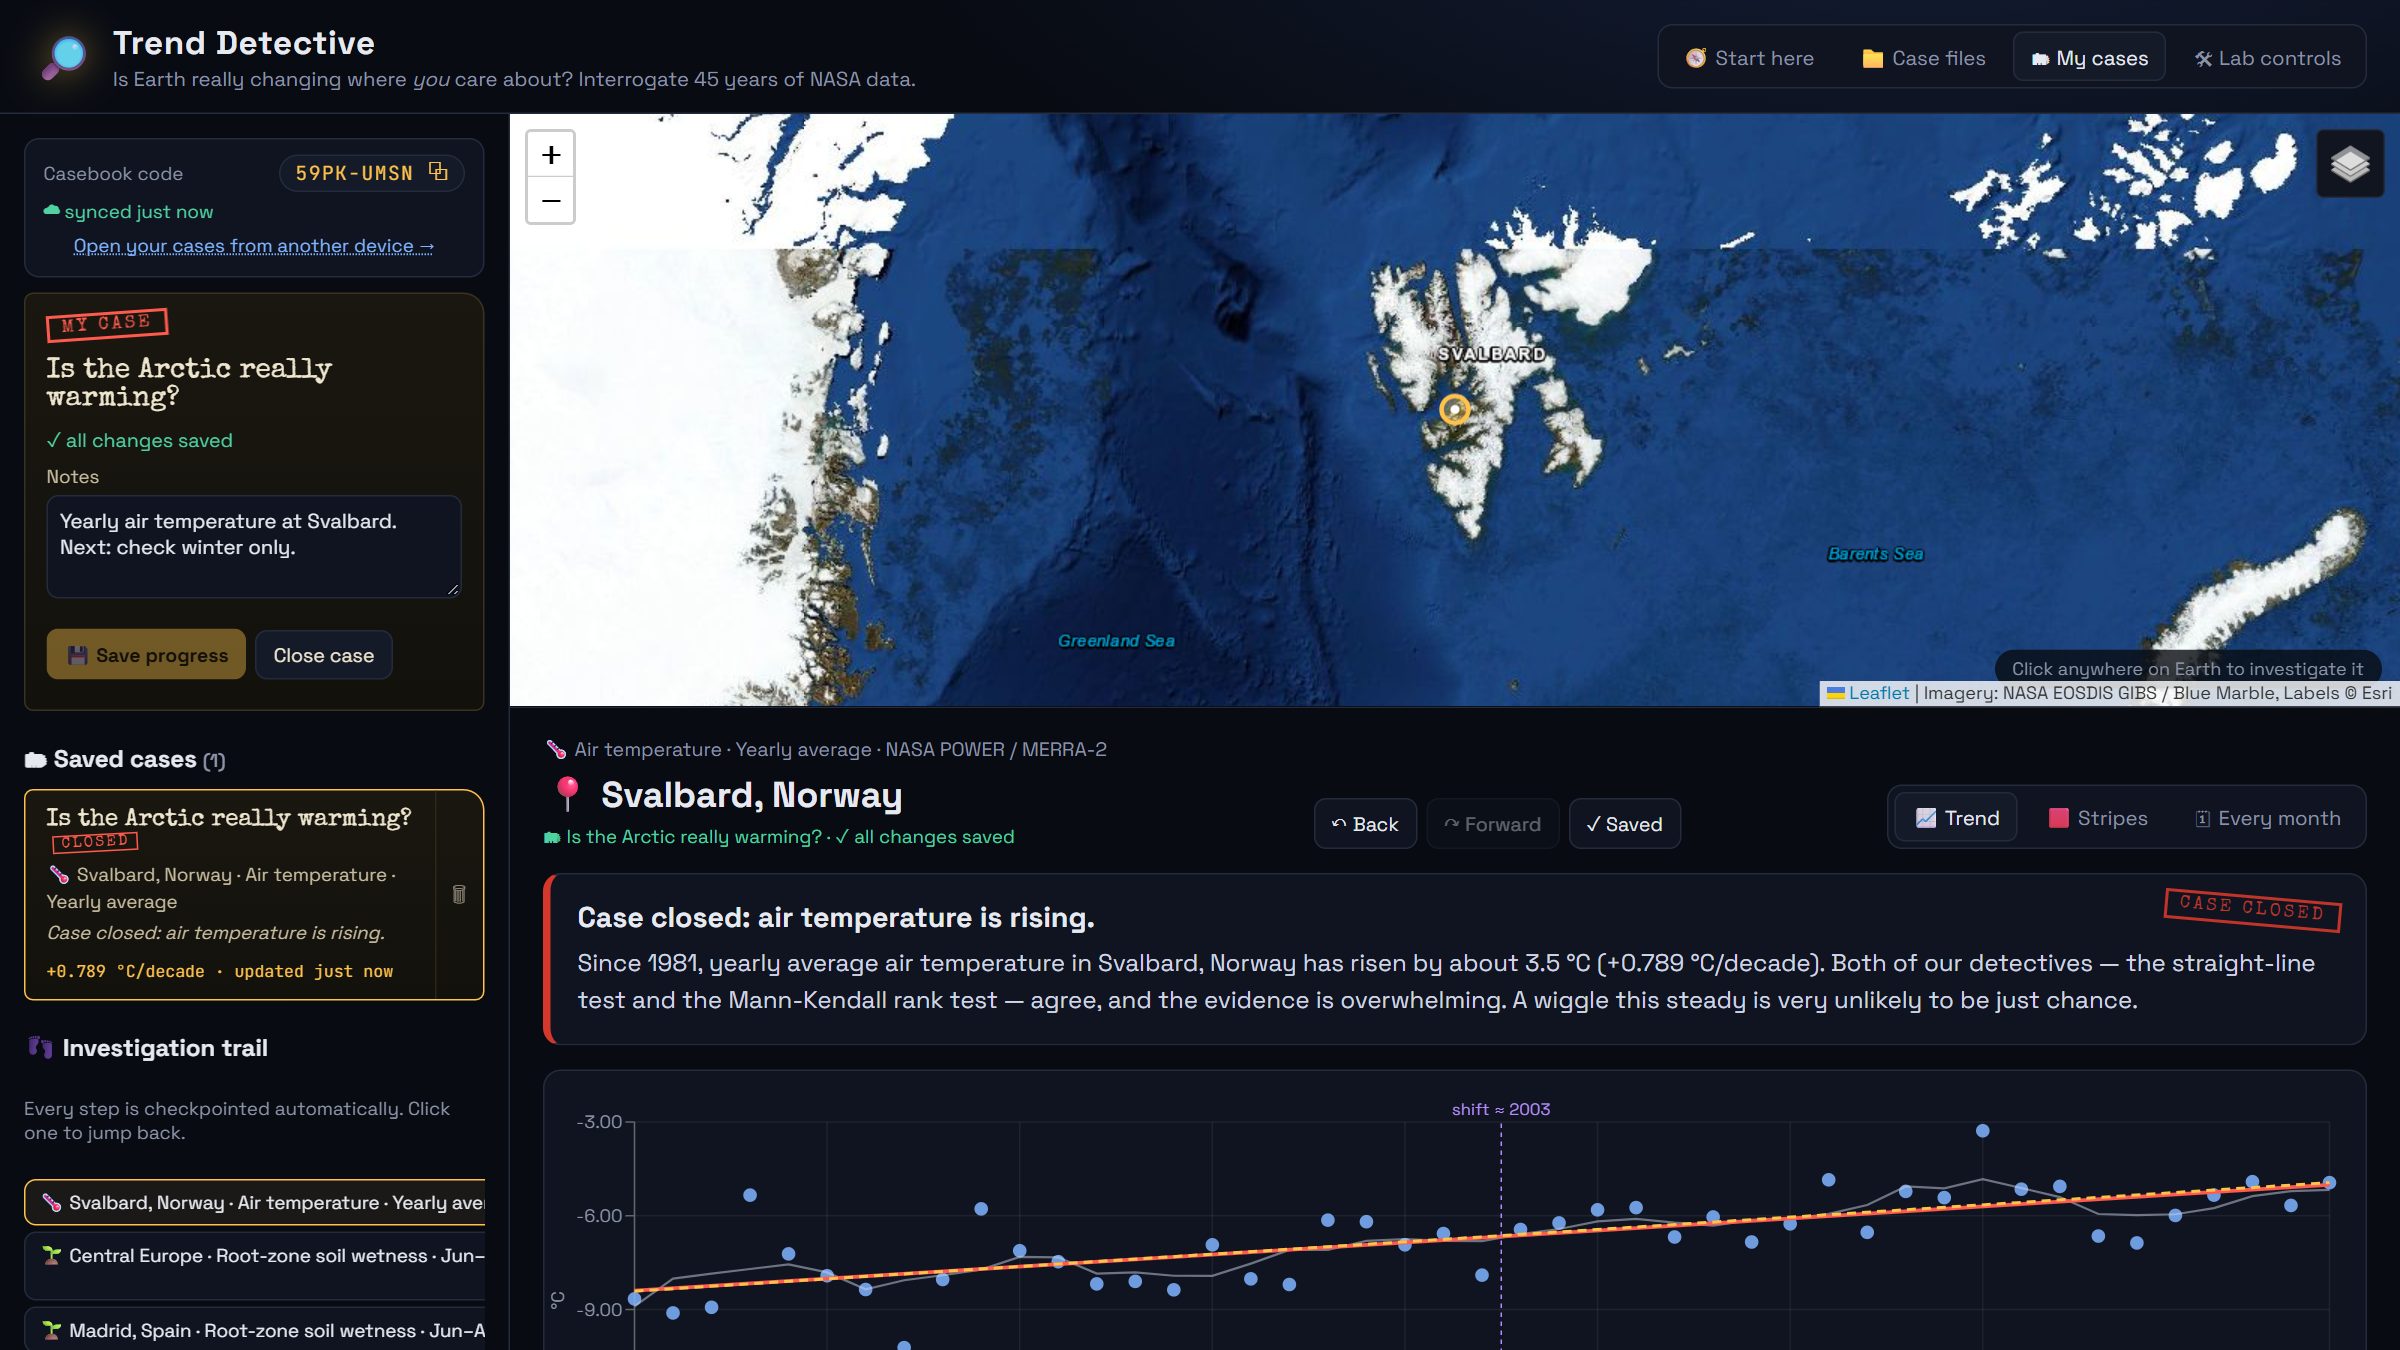 Trend Detective
Is Earth really changing where you care about? Interrogate 45 years of NASA data.
Start here
Case files
My cases
Lab controls
Casebook code
59PK-UMSN
synced just now
Open your cases from another device →
MY CASE
Is the Arctic really
warming?
✓ all changes saved
Notes
Yearly air temperature at Svalbard.
Next: check winter only.
Save progress
Close case
Saved cases (1)
Is the Arctic really warming?
CLOSED
Svalbard, Norway · Air temperature ·
Yearly average
Case closed: air temperature is rising.
+0.789 °C/decade · updated just now
Investigation trail
Every step is checkpointed automatically. Click
one to jump back.
Svalbard, Norway · Air temperature · Yearly aver
Central Europe · Root-zone soil wetness · Jun–
Madrid, Spain · Root-zone soil wetness · Jun–A
+
−
SVALBARD
Barents Sea
Greenland Sea
Click anywhere on Earth to investigate it
Leaflet | Imagery: NASA EOSDIS GIBS / Blue Marble, Labels © Esri
Air temperature · Yearly average · NASA POWER / MERRA-2
Svalbard, Norway
Is the Arctic really warming? · ✓ all changes saved
↶ Back
↷ Forward
✓ Saved
Trend
Stripes
Every month
Case closed: air temperature is rising.
CASE CLOSED
Since 1981, yearly average air temperature in Svalbard, Norway has risen by about 3.5 °C (+0.789 °C/decade). Both of our detectives — the straight-line
test and the Mann-Kendall rank test — agree, and the evidence is overwhelming. A wiggle this steady is very unlikely to be just chance.
shift ≈ 2003
-3.00
-6.00
-9.00
°C